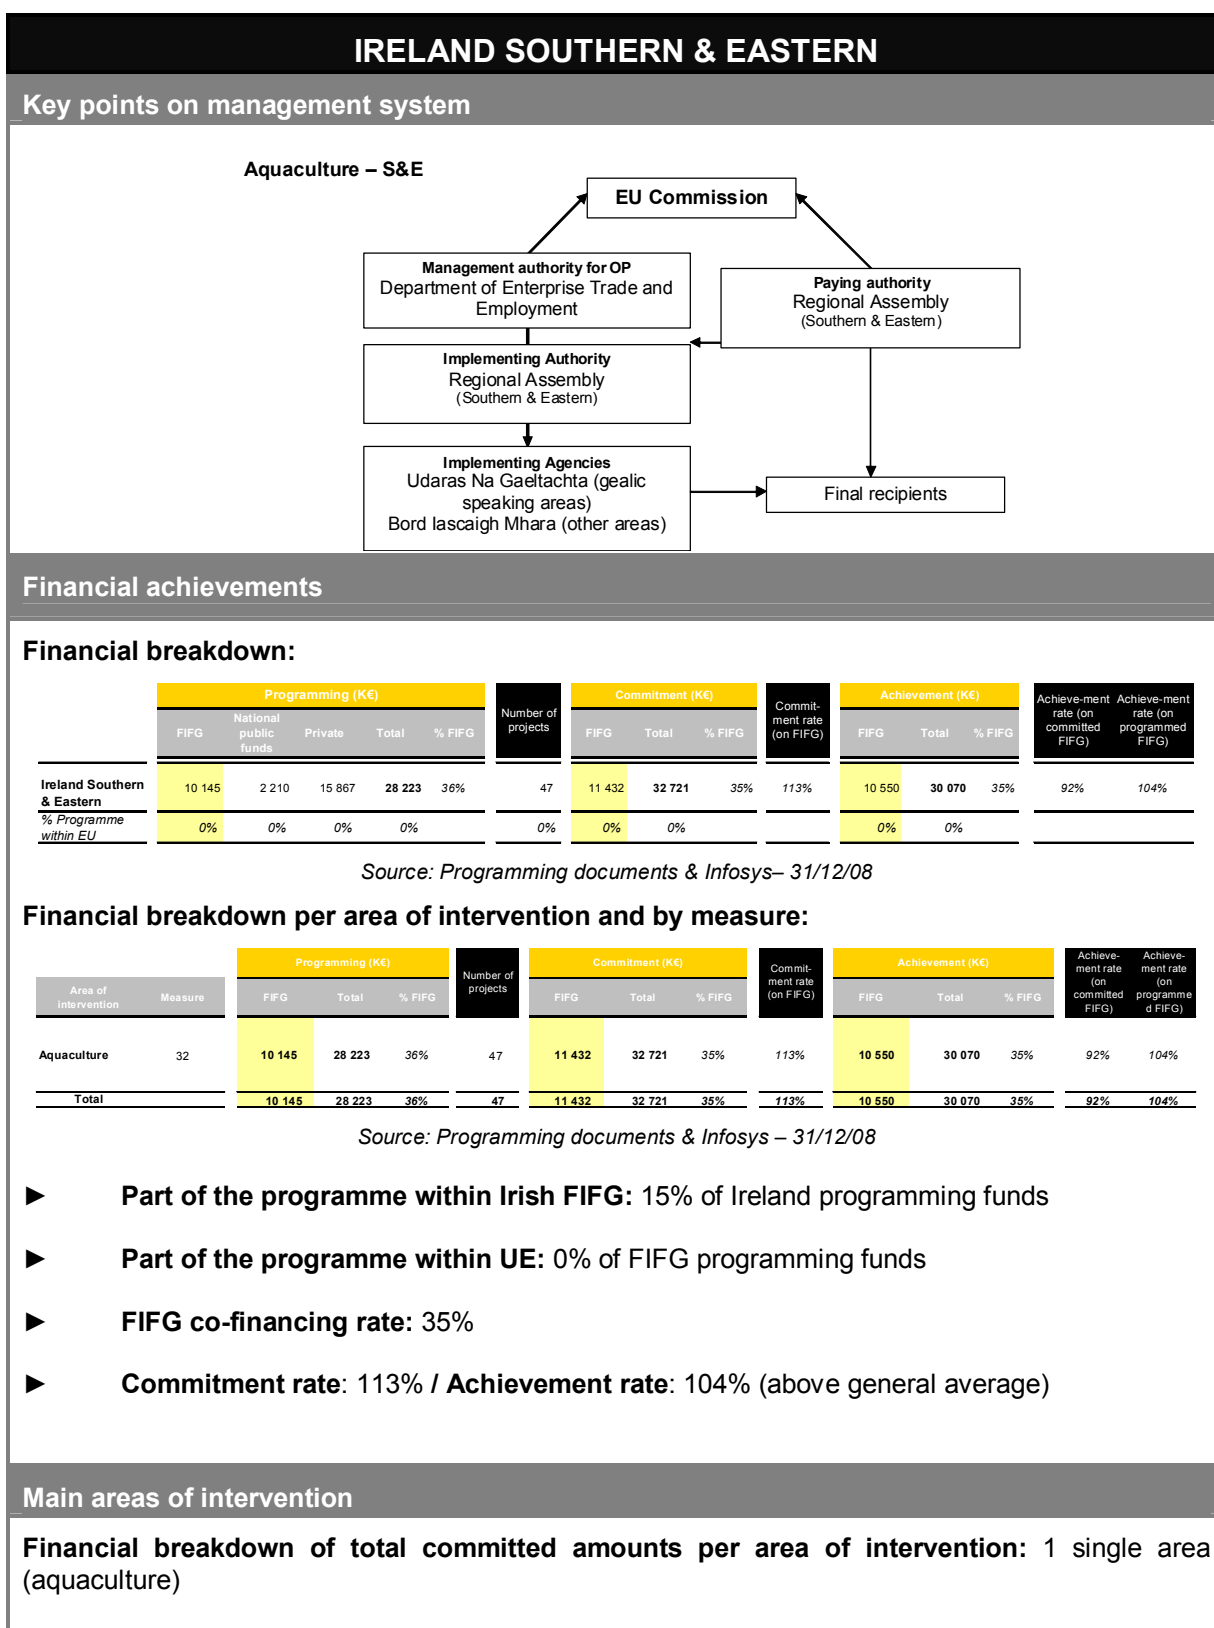 IRELAND SOUTHERN & EASTERN
Key points on management system
Aquaculture – S&E
EU Commission
Management authority for OP
Department of Enterprise Trade and
Employment
Paying authority
Regional Assembly
(Southern & Eastern)
Implementing Authority
Regional Assembly
(Southern & Eastern)
Implementing Agencies
Udaras Na Gaeltachta (gealic
speaking areas)
Bord Iascaigh Mhara (other areas)
Final recipients
Financial achievements
Financial breakdown:
Programming (K€) Number of projects Commitment (K€) Commit-ment rate (on FIFG) Achievement (K€) Achieve-ment rate (on committed FIFG) Achieve-ment rate (on programmed FIFG)
FIFG National public funds Private Total % FIFG FIFG Total % FIFG FIFG Total % FIFG
Ireland Southern & Eastern 10 145 2 210 15 867 28 223 36% 47 11 432 32 721 35% 113% 10 550 30 070 35% 92% 104%
% Programme within EU 0% 0% 0% 0% 0% 0% 0% 0% 0%
Source: Programming documents & Infosys– 31/12/08
Financial breakdown per area of intervention and by measure:
Programming (K€) Number of projects Commitment (K€) Commit-ment rate (on FIFG) Achievement (K€) Achieve-ment rate (on committed FIFG) Achieve-ment rate (on programme d FIFG)
Area of intervention Measure FIFG Total % FIFG FIFG Total % FIFG FIFG Total % FIFG
Aquaculture 32 10 145 28 223 36% 47 11 432 32 721 35% 113% 10 550 30 070 35% 92% 104%
Total 10 145 28 223 36% 47 11 432 32 721 35% 113% 10 550 30 070 35% 92% 104%
Source: Programming documents & Infosys – 31/12/08
► Part of the programme within Irish FIFG: 15% of Ireland programming funds
► Part of the programme within UE: 0% of FIFG programming funds
► FIFG co-financing rate: 35%
► Commitment rate: 113% / Achievement rate: 104% (above general average)
Main areas of intervention
Financial breakdown of total committed amounts per area of intervention: 1 single area
(aquaculture)